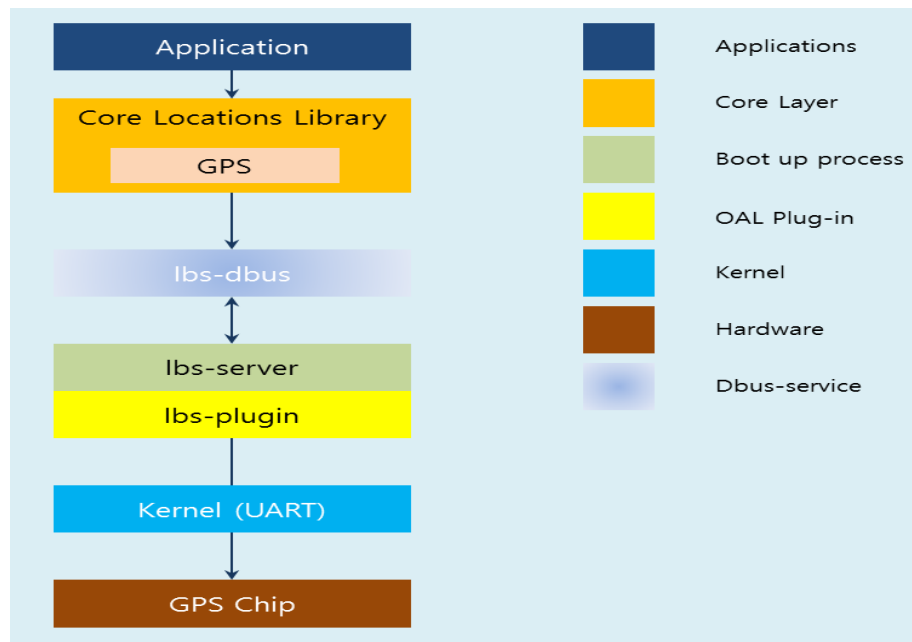 Application
Core Locations Library
GPS
lbs-dbus
lbs-server
lbs-plugin
Kernel (UART)
GPS Chip
Applications
Core Layer
Boot up process
OAL Plug-in
Kernel
Hardware
Dbus-service